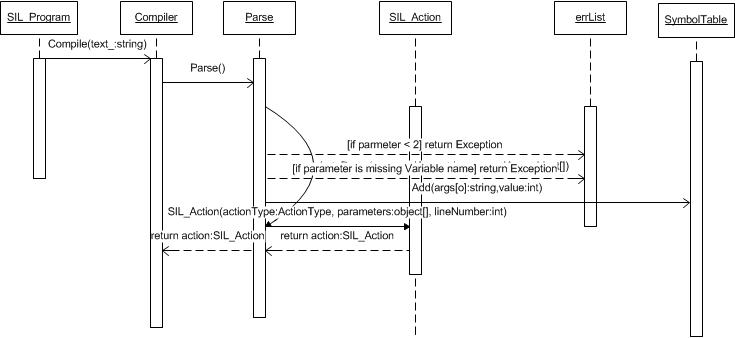 SIL_Program
Compiler
Parse
SIL_Action
errList
SymbolTable
Compile(text_:string)
Parse()
[if parmeter < 2] return Exception
[if parameter is missing Variable name] return Exception
[])
Add(args[o]:string,value:int)
SIL_Action(actionType:ActionType, parameters:object[], lineNumber:int)
return action:SIL_Action
return action:SIL_Action